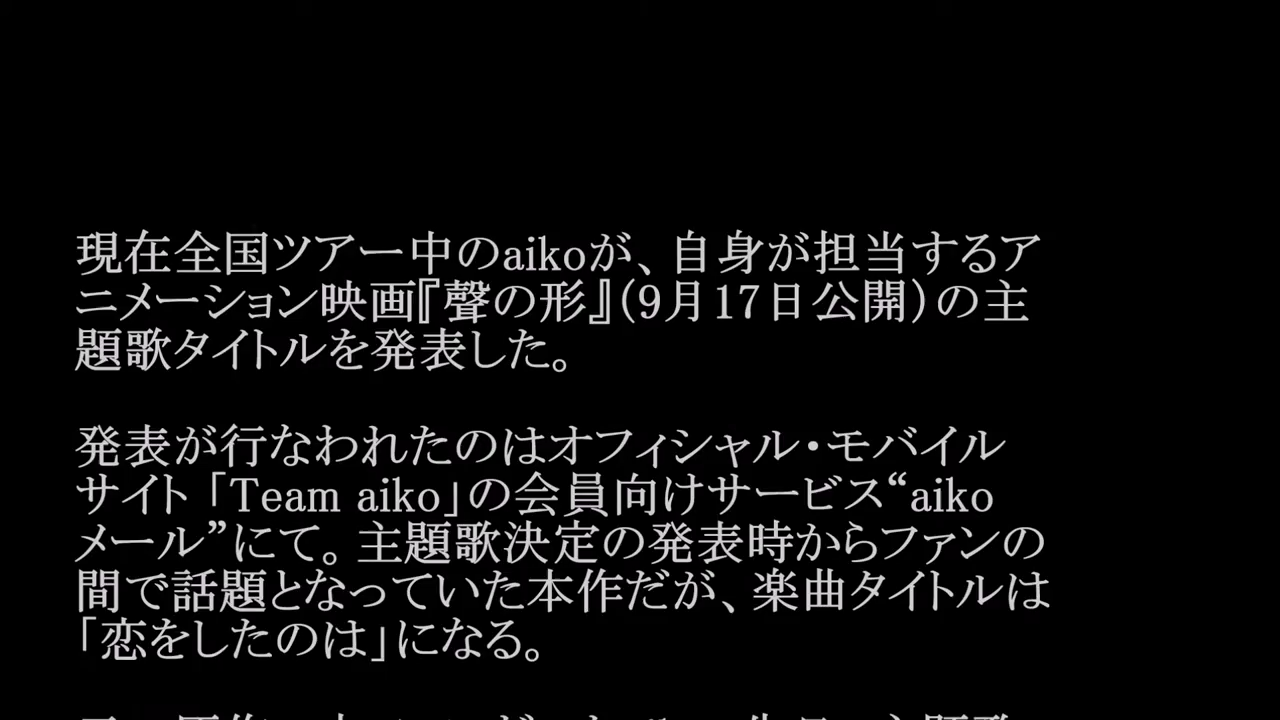 現在全国ツアー中のaikoが、自身が担当するア
ニメーション映画『聲の形』(9月17日公開)の主
題歌タイトルを発表した。
発表が行なわれたのはオフィシャル・モバイル
サイト「Team aiko」の会員向けサービス“aiko
メール”にて。主題歌決定の発表時からファンの
間で話題となっていた本作だが、楽曲タイトルは
「恋をしたのは」になる。